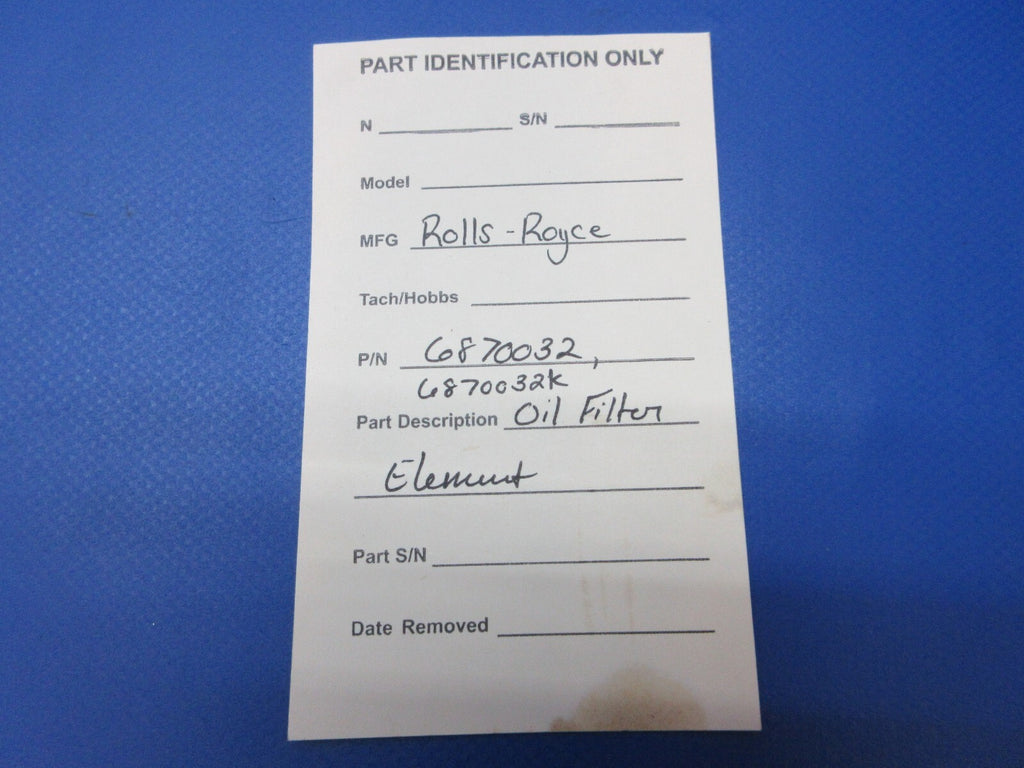 PART IDENTIFICATION ONLY
N S/N
Model
MFG Rolls-Royce
Tach/Hobbs
P/N 6870032,
6870032K
Part Description Oil Filter
Element
Part S/N
Date Removed